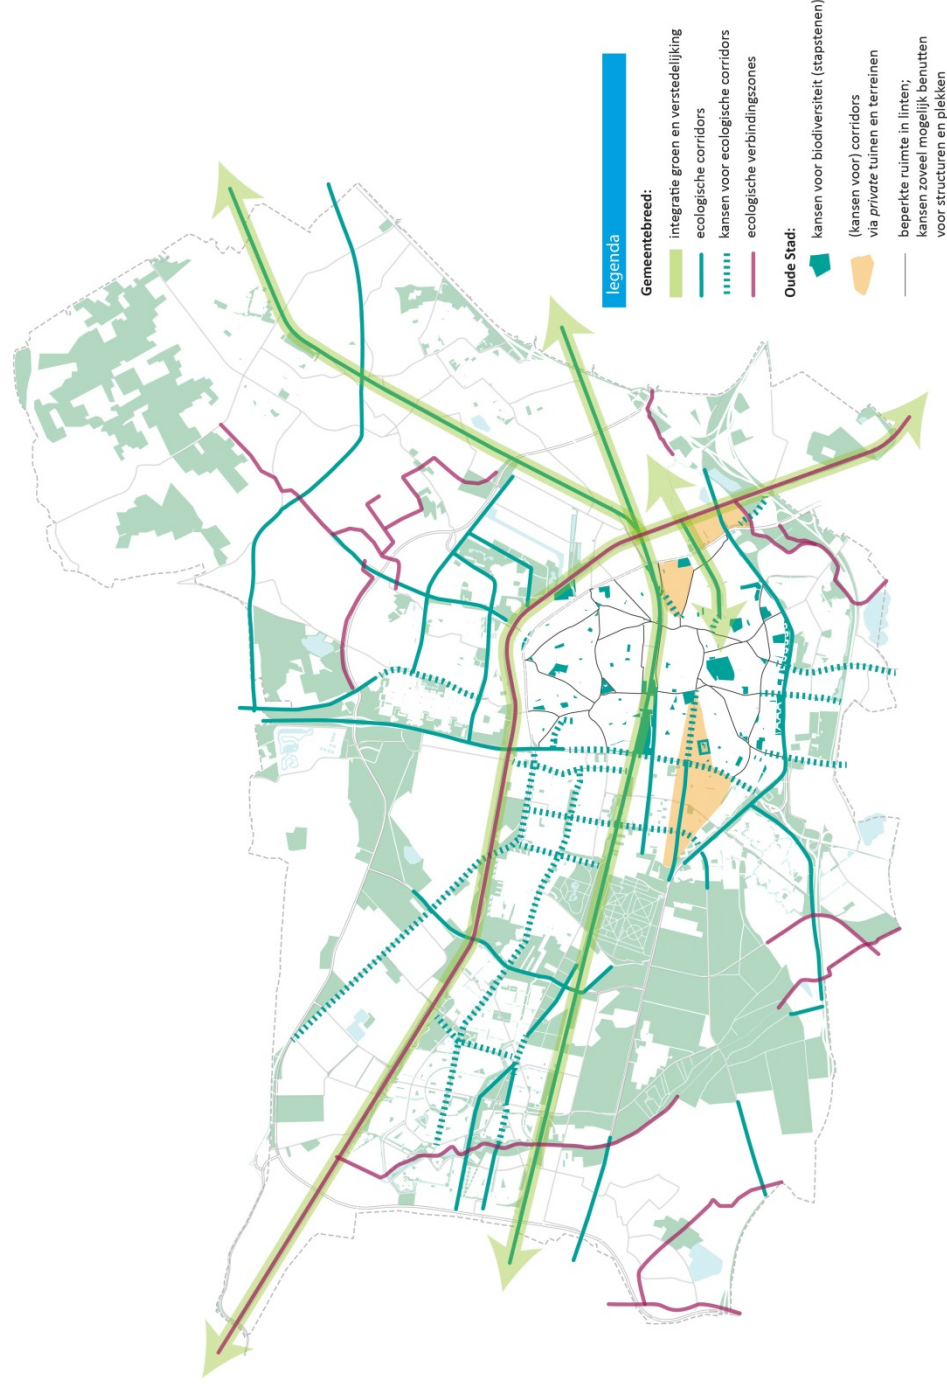 legenda
Gemeentebreed:
integratie groen en verstedelijking
ecologische corridors
kansen voor ecologische corridors
ecologische verbindingszones
Oude Stad:
kansen voor biodiversiteit (stapstenen)
(kansen voor) corridors
via private tuinen en terreinen
beperkte ruimte in linten;
kansen zoveel mogelijk benutten
voor structuren en plekken